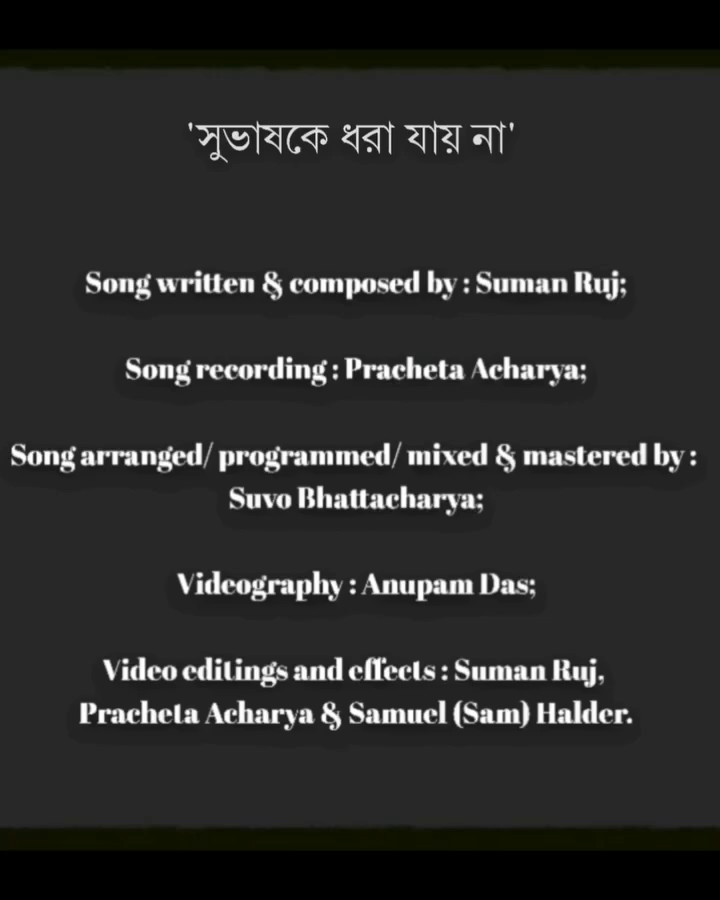 'সুভাষকে ধরা যায় না'
Song written & composed by : Suman Ruj;
Song recording : Pracheta Acharya;
Song arranged/ programmed/ mixed & mastered by :
Suvo Bhattacharya;
Videography : Anupam Das;
Video editings and effects : Suman Ruj,
Pracheta Acharya & Samuel (Sam) Halder.